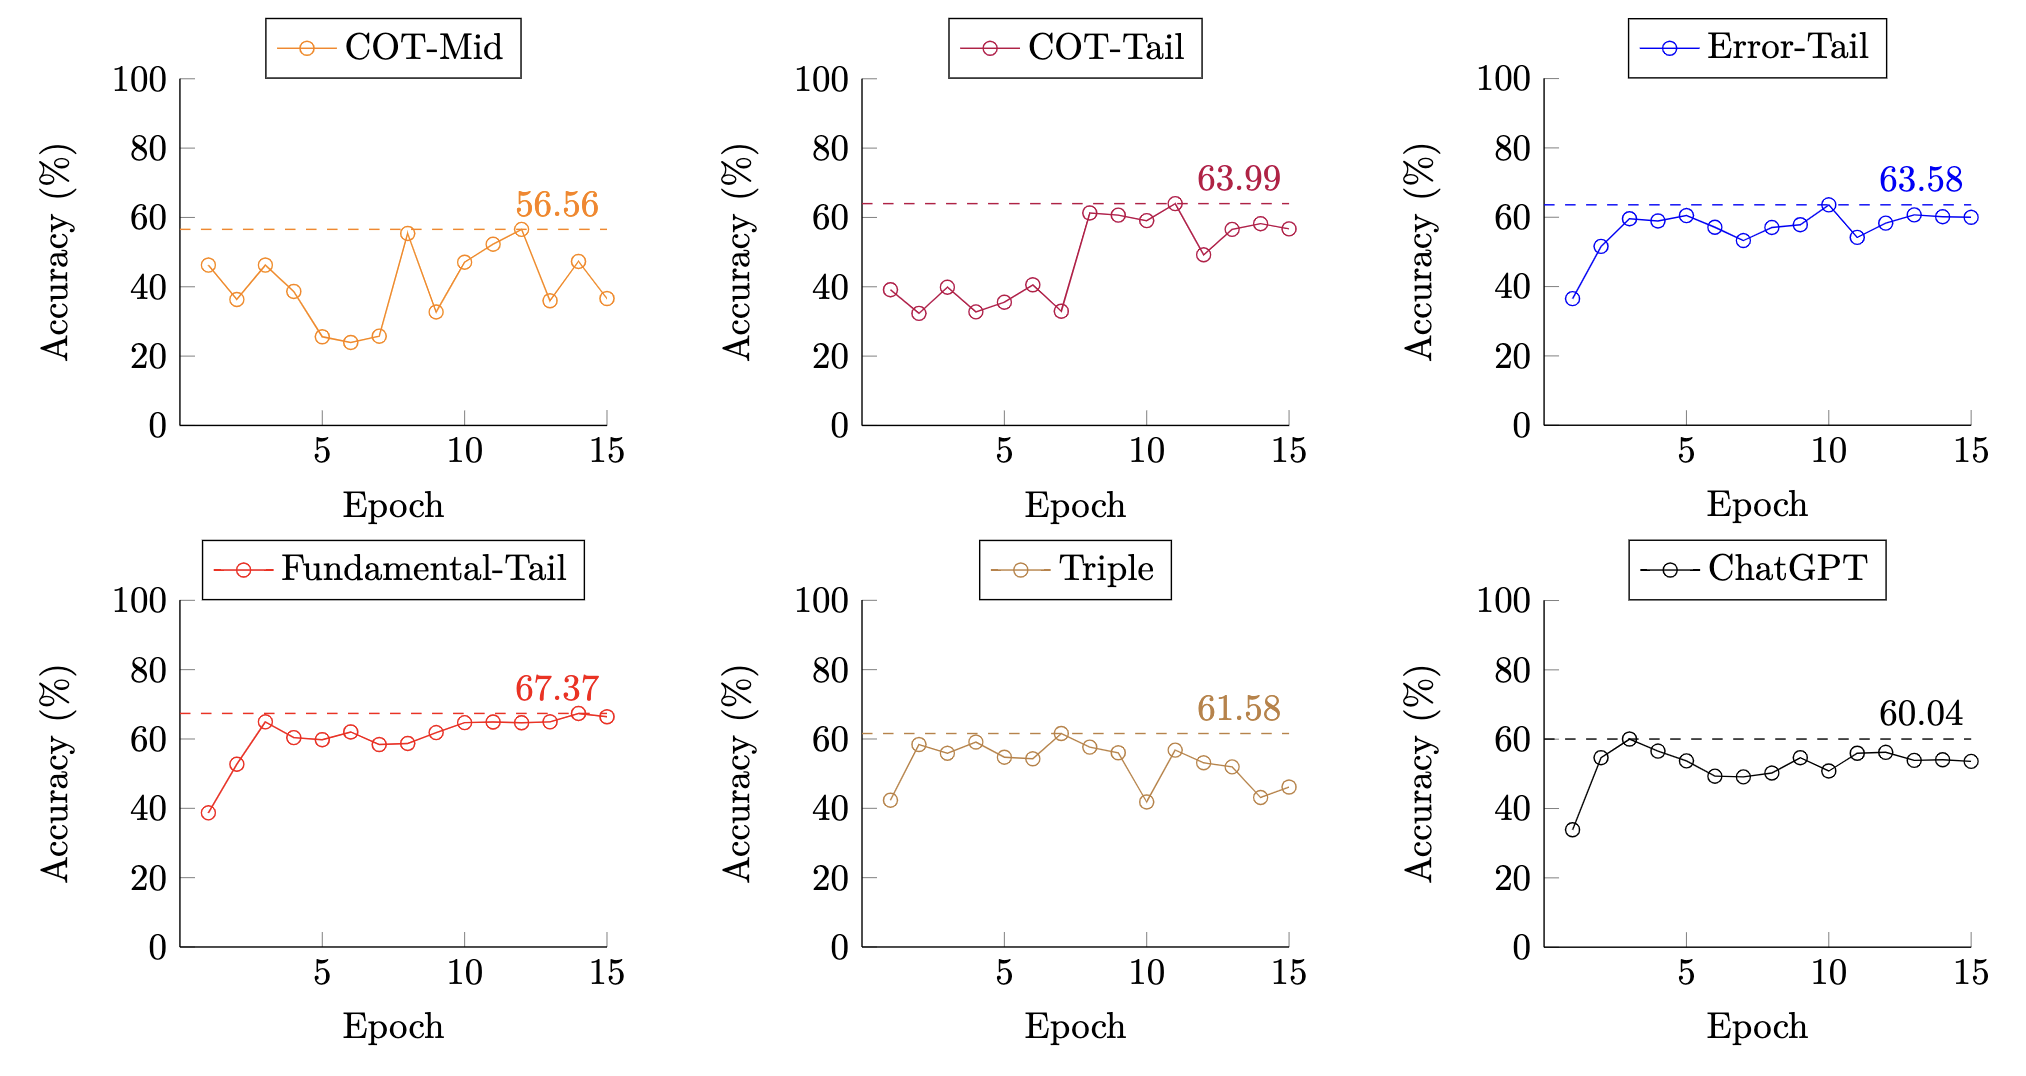 COT-Mid
100
80
60
40
20
0
5 10 15
Accuracy (%)
Epoch
56.56
COT-Tail
100
80
60
40
20
0
5 10 15
Accuracy (%)
Epoch
63.99
Error-Tail
100
80
60
40
20
0
5 10 15
Accuracy (%)
Epoch
63.58
Fundamental-Tail
100
80
60
40
20
0
5 10 15
Accuracy (%)
Epoch
67.37
Triple
100
80
60
40
20
0
5 10 15
Accuracy (%)
Epoch
61.58
ChatGPT
100
80
60
40
20
0
5 10 15
Accuracy (%)
Epoch
60.04